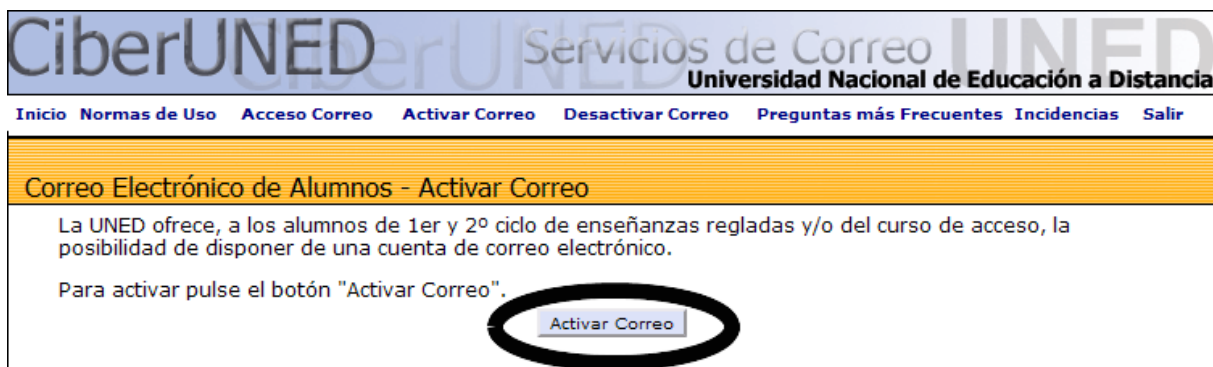 CiberUNED Servicios de Correo UNED
Universidad Nacional de Educación a Distancia
Inicio Normas de Uso Acceso Correo Activar Correo Desactivar Correo Preguntas más Frecuentes Incidencias Salir
Correo Electrónico de Alumnos - Activar Correo
La UNED ofrece, a los alumnos de 1er y 2º ciclo de enseñanzas regladas y/o del curso de acceso, la
posibilidad de disponer de una cuenta de correo electrónico.
Para activar pulse el botón "Activar Correo".
Activar Correo